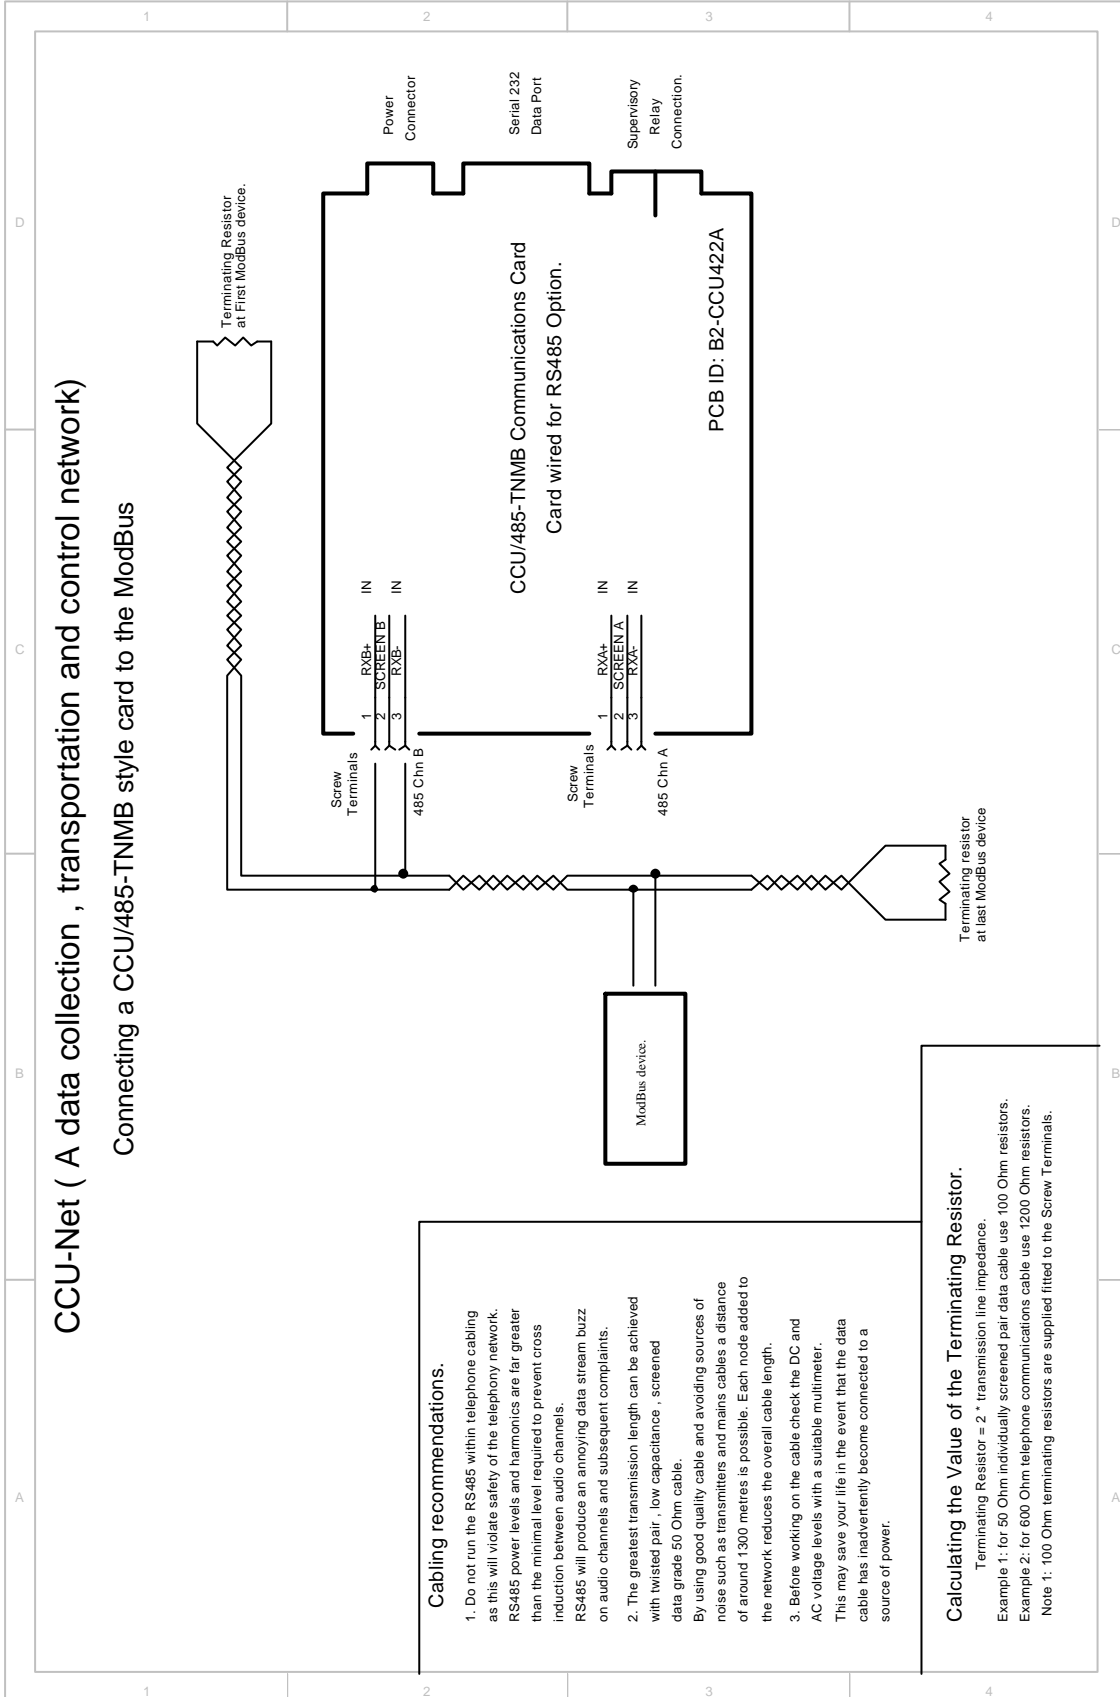 CCU-Net ( A data collection , transportation and control network)
Connecting a CCU/485-TNMB style card to the ModBus
Terminating Resistor
at First ModBus device.
Power
Connector
Serial 232
Data Port
Supervisory
Relay
Connection.
CCU/485-TNMB Communications Card
Card wired for RS485 Option.
PCB ID: B2-CCU422A
Screw
Terminals
1 RXB+ IN
2 SCREEN B
3 RXB- IN
485 Chn B
Screw
Terminals
1 RXA+ IN
2 SCREEN A
3 RXA- IN
485 Chn A
ModBus device.
Terminating resistor
at last ModBus device
Cabling recommendations.
1. Do not run the RS485 within telephone cabling
as this will violate safety of the telephony network.
RS485 power levels and harmonics are far greater
than the minimal level required to prevent cross
induction between audio channels.
RS485 will produce an annoying data stream buzz
on audio channels and subsequent complaints.
2. The greatest transmission length can be achieved
with twisted pair , low capacitance , screened
data grade 50 Ohm cable.
By using good quality cable and avoiding sources of
noise such as transmitters and mains cables a distance
of around 1300 metres is possible. Each node added to
the network reduces the overall cable length.
3. Before working on the cable check the DC and
AC voltage levels with a suitable multimeter.
This may save your life in the event that the data
cable has inadvertently become connected to a
source of power.
Calculating the Value of the Terminating Resistor.
Terminating Resistor = 2 * transmission line impedance.
Example 1: for 50 Ohm individually screened pair data cable use 100 Ohm resistors.
Example 2: for 600 Ohm telephone communications cable use 1200 Ohm resistors.
Note 1: 100 Ohm terminating resistors are supplied fitted to the Screw Terminals.
1
2
3
4
1
2
3
4
A
B
C
D
A
B
C
D